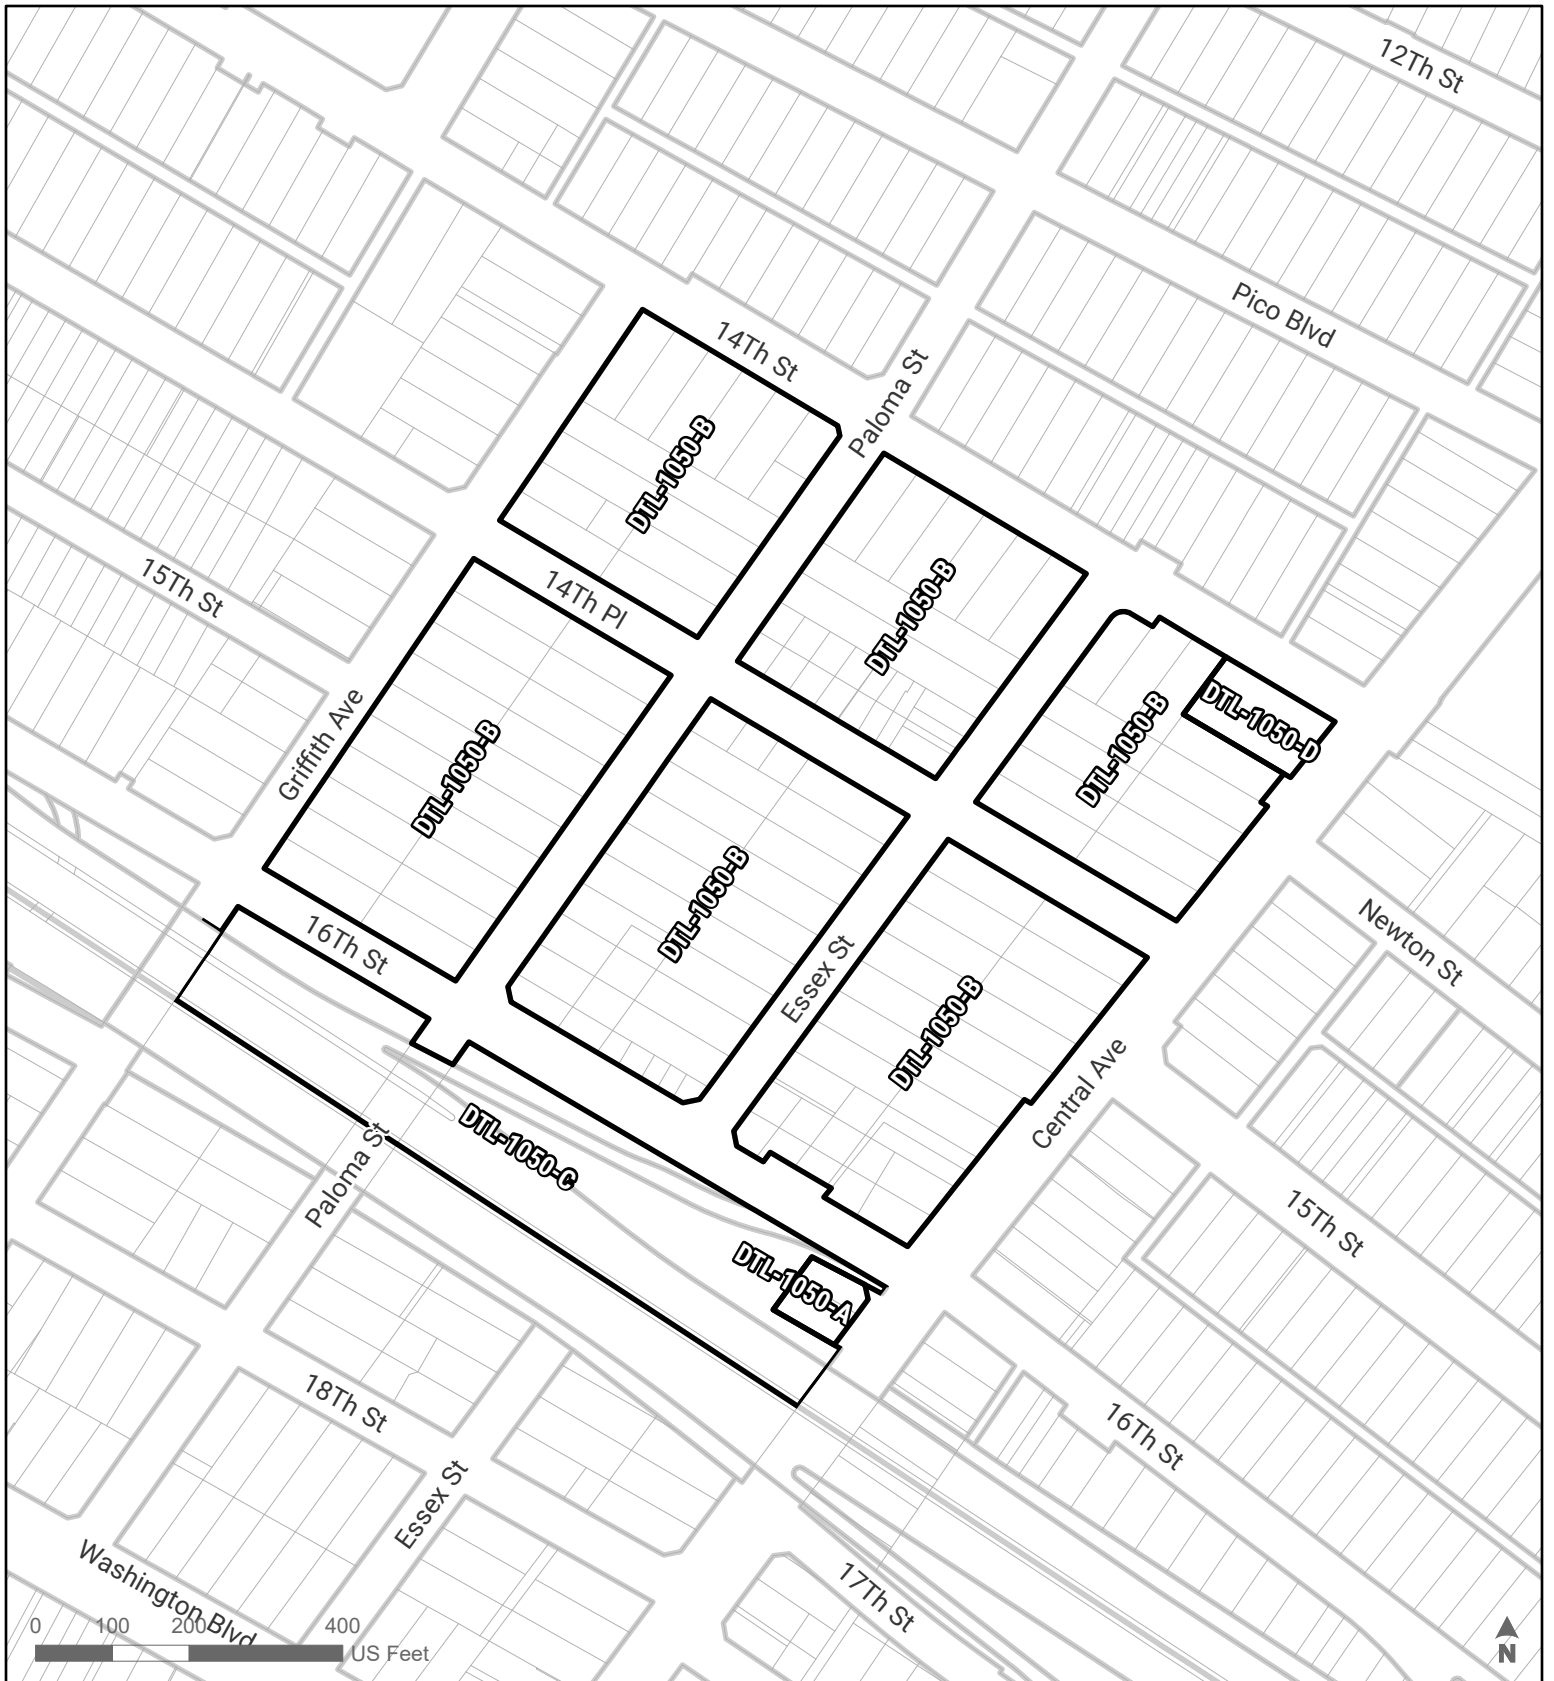 12Th St
Pico Blvd
14Th St
Paloma St
DTL-1050-B
DTL-1050-B
15Th St
14Th Pl
DTL-1050-B
DTL-1050-D
Griffith Ave
DTL-1050-B
DTL-1050-B
16Th St
Essex St
Newton St
DTL-1050-B
Central Ave
DTL-1050-C
Paloma St
15Th St
DTL-1050-A
18Th St
16Th St
Essex St
Washington Blvd
17Th St
0 100 200 400
US Feet
N